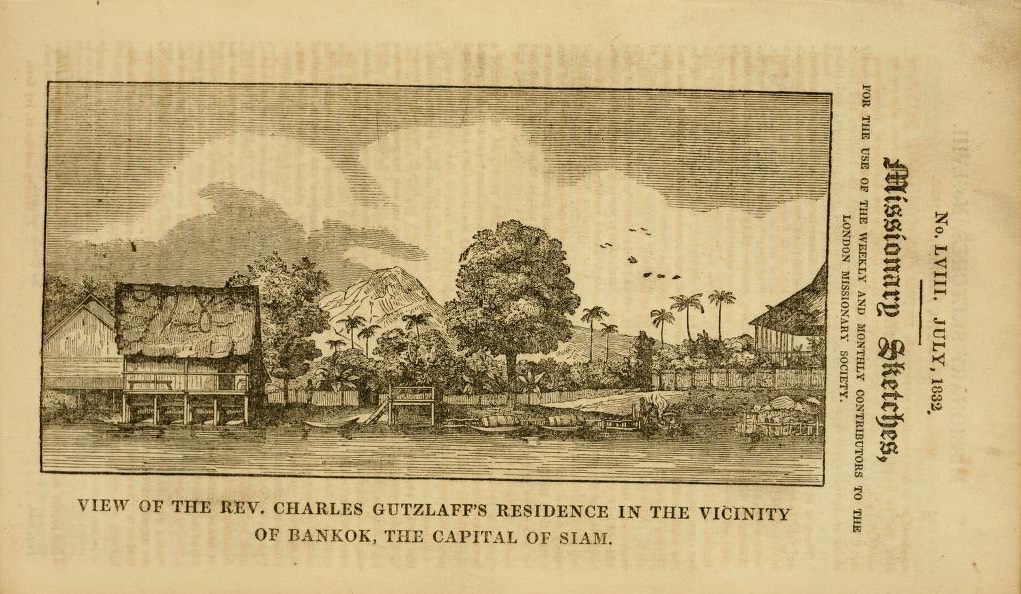 No. LVIII. JULY, 1832.
Missionary Sketches,
FOR THE USE OF THE WEEKLY AND MONTHLY CONTRIBUTORS TO THE
LONDON MISSIONARY SOCIETY.
VIEW OF THE REV. CHARLES GUTZLAFF'S RESIDENCE IN THE VICINITY
OF BANKOK, THE CAPITAL OF SIAM.